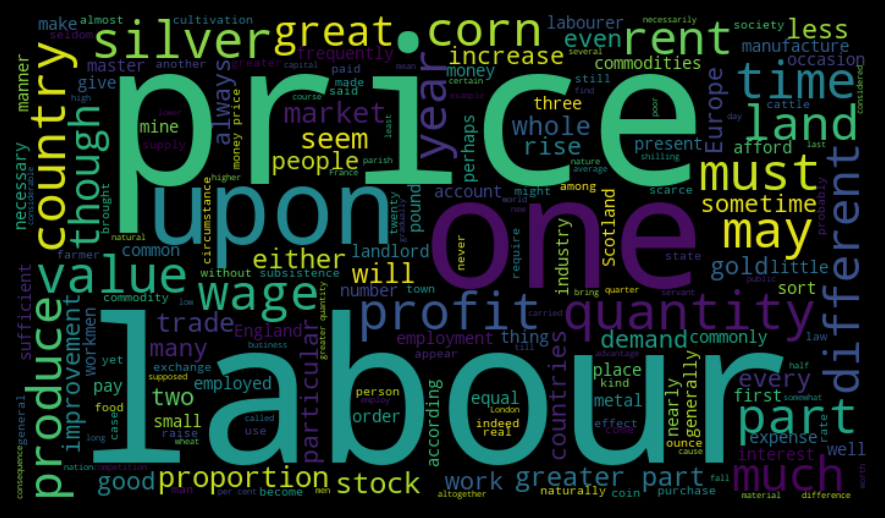 price
labour
one
upon
silver
great
corn
rent
time
land
must
may
different
part
much
quantity
profit
wage
value
produce
country
though
year
always
market
seem
people
increase
even
less
whole
rise
either
will
trade
many
particular
proportion
stock
good
two
small
improvement
demand
greater part
work
countries
every
nearly
generally
expense
gold
little
sometime
Europe
commodities
labourer
frequently
manufacture
occasion
afford
present
three
money
master
make
almost
seldom
manner
necessary
considerable
another
cultivation
give
paid
made
said
still
mine
supply
high
lower
course
money price
capital
mean
greater
certain
example
several
find
necessarily
society
cattle
considered
poor
day
last
nature
average
shilling
parish
least
France
higher
brought
natural
circumstance
farmer
common
without
subsistence
landlord
account
perhaps
pound
twenty
gradually
might
among
world
new
scarce
probably
never
require
industry
Scotland
state
sort
public
servant
quarter
bring
number
town
commodity
low
sufficient
workmen
England
greater quantity
carried
employment
thing
commonly
law
appear
business
exchange
yet
pay
employed
supposed
food
case
person
equal
order
indeed
real
London
place
kind
metal
ounce
cause
effect
come
first
half
advantage
somewhat
interest
rate
well
according
fill
employ
called
use
raise
wheat
general
long
nation
competition
consequence
man
per cent
become
men
altogether
naturally
coin
purchase
fall
material
difference
worth